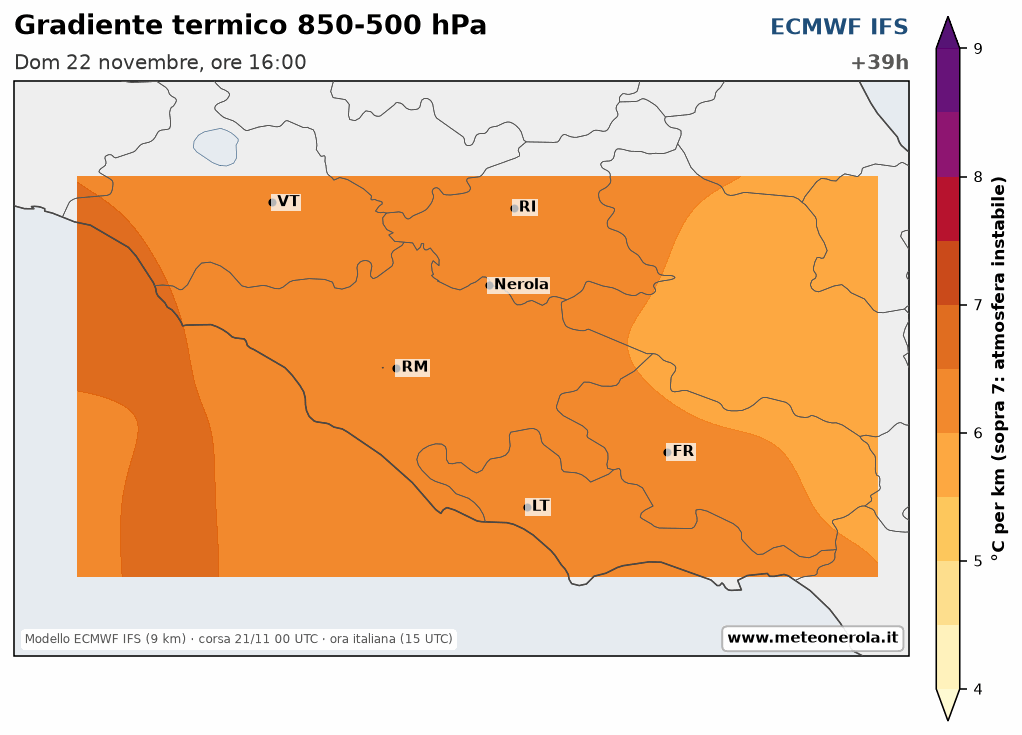 Gradiente termico 850-500 hPa
ECMWF IFS
Dom 22 novembre, ore 16:00
+39h
VT
RI
Nerola
RM
FR
LT
Modello ECMWF IFS (9 km) · corsa 21/11 00 UTC · ora italiana (15 UTC)
www.meteonerola.it
9
8
7
6
5
4
°C per km (sopra 7: atmosfera instabile)